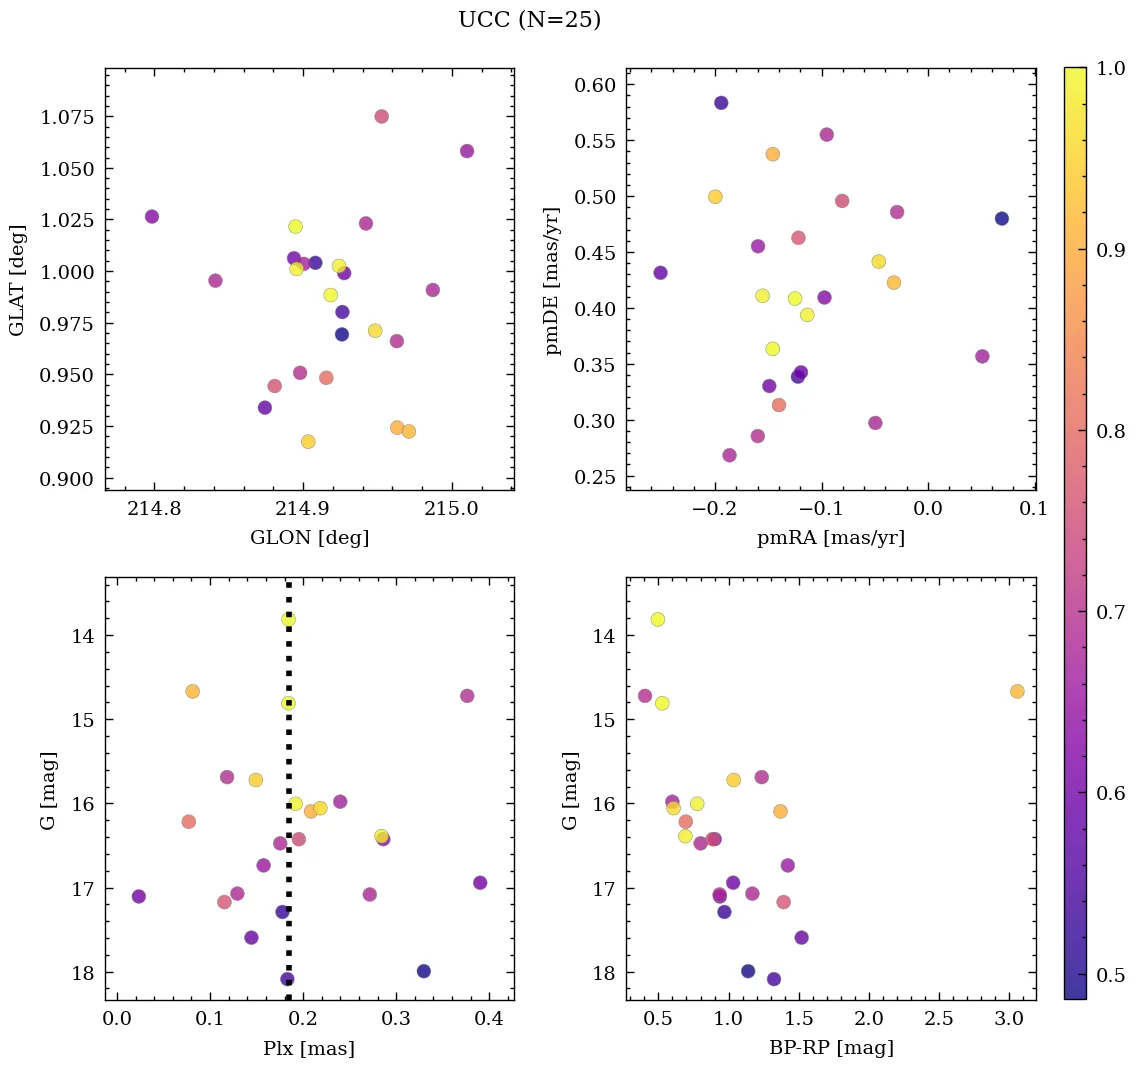 UCC (N=25)
1.075
1.050
1.025
1.000
0.975
0.950
0.925
0.900
GLAT [deg]
214.8 214.9 215.0
GLON [deg]
0.60
0.55
0.50
0.45
0.40
0.35
0.30
0.25
pmDE [mas/yr]
−0.2 −0.1 0.0 0.1
pmRA [mas/yr]
14
15
16
17
18
G [mag]
0.0 0.1 0.2 0.3 0.4
Plx [mas]
14
15
16
17
18
G [mag]
0.5 1.0 1.5 2.0 2.5 3.0
BP-RP [mag]
1.0
0.9
0.8
0.7
0.6
0.5